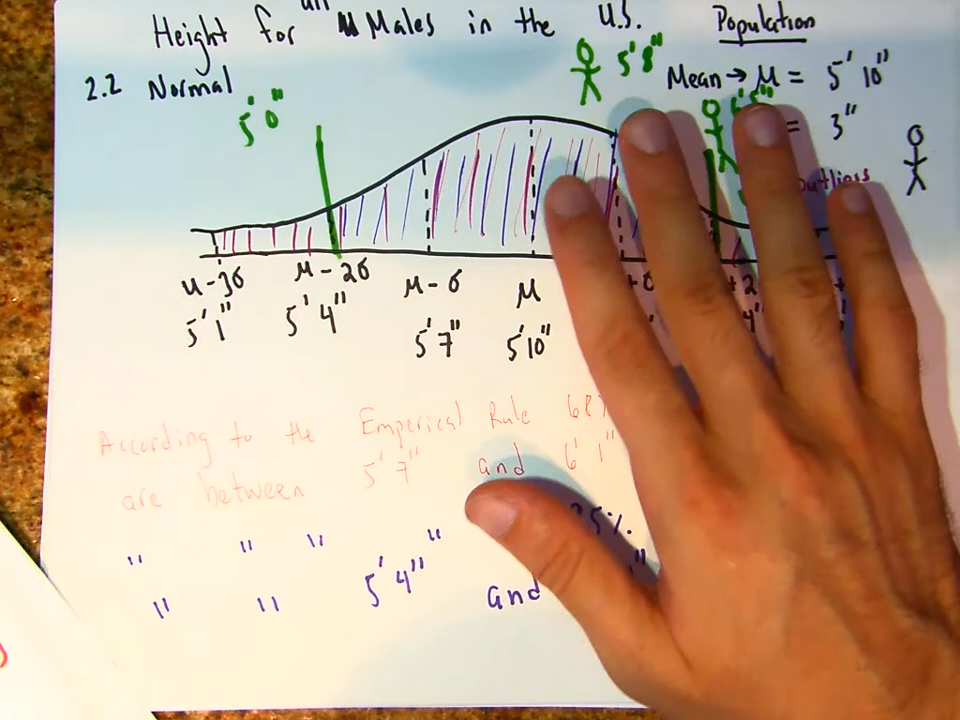 Height for all Males in the U.S.
Population
2.2 Normal
5'0"
5'8"
Mean → μ = 5' 10"
= 3"
outliers
μ-3σ μ-2σ μ-σ μ
5'1" 5'4" 5'7" 5'10"
According to the Emperical Rule 68%
are between 5'7" and 6'1"
" " " "
" " 5'4" and